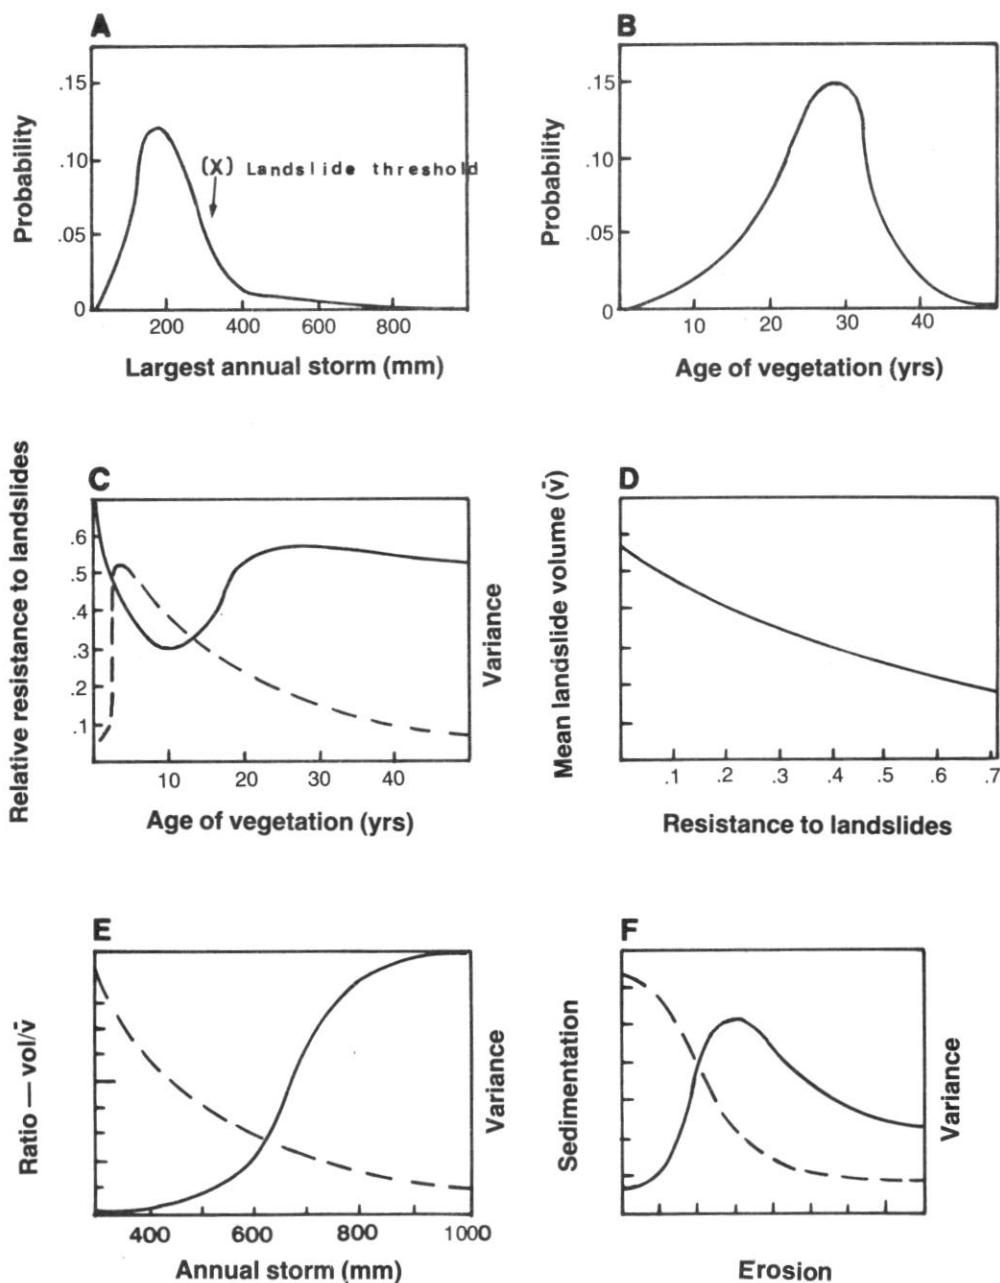 A
Probability
.15
.10
.05
0
(X) Landslide threshold
200
400
600
800
Largest annual storm (mm)
B
Probability
.15
.10
.05
0
10
20
30
40
Age of vegetation (yrs)
C
Relative resistance to landslides
.6
.5
.4
.3
.2
.1
10
20
30
40
Age of vegetation (yrs)
Variance
D
Mean landslide volume (v̄)
.1
.2
.3
.4
.5
.6
.7
Resistance to landslides
E
Ratio — vol/v̄
400
600
800
1000
Annual storm (mm)
Variance
F
Sedimentation
Erosion
Variance